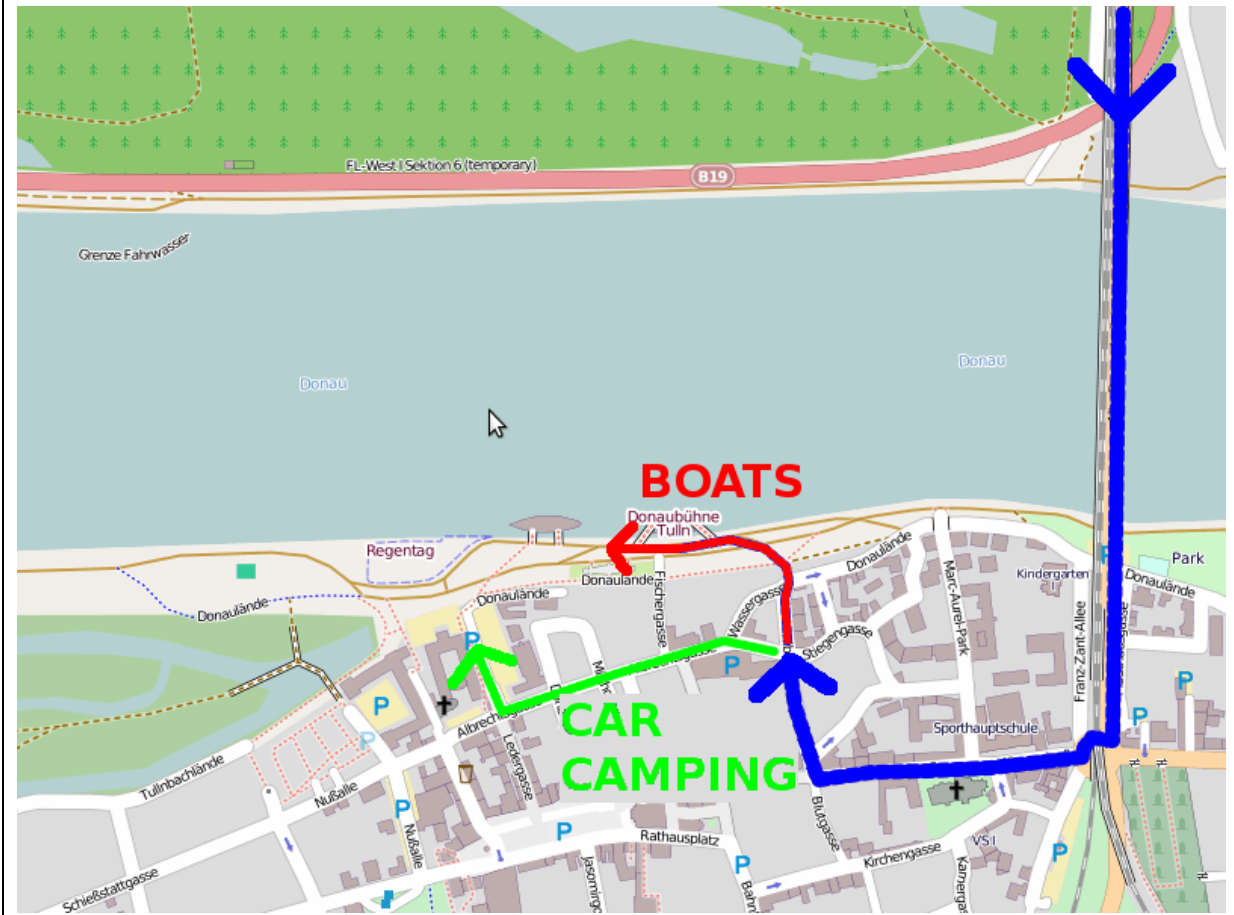 FL-West I Sektion 6 (temporary)
B19
Grenze Fahrwasser
Donau
Donau
BOATS
Donaubühne
Tulln
Regentag
Donaulände
Donaulände
Donaulände
Donaulände
Park
Kindergarten
Donaulände
Fischergasse
Wassergasse
Stiegengasse
Marc-Aurel-Park
Franz-Zant-Allee
P
P
P
P
P
P
CAR
CAMPING
Albrechtsgasse
Ledergasse
Sporthauptschule
P
Tullnbachlände
Nußallee
P
Nußallee
P
Rathausplatz
P
Blutgasse
Kirchengasse
VS I
P
Schießstattgasse